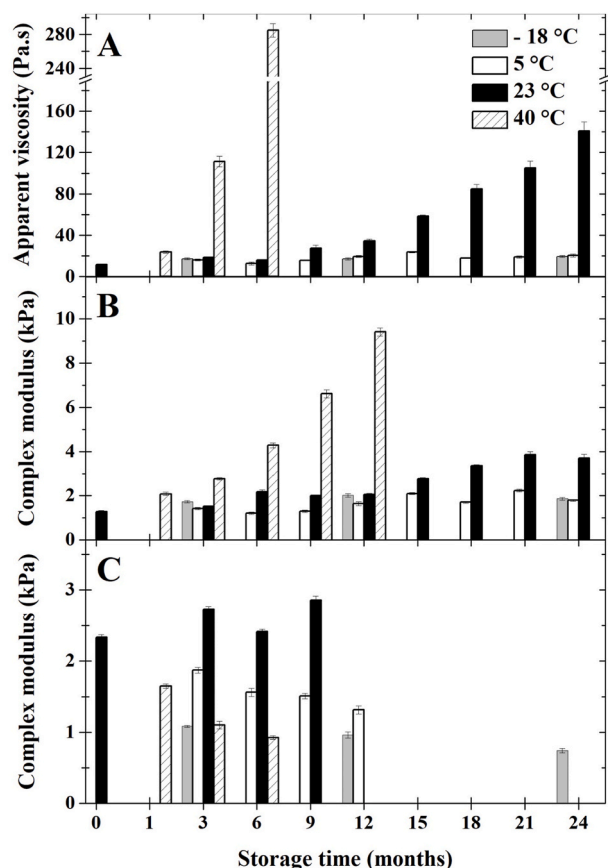 A
Apparent viscosity (Pa.s)
280
240
160
120
80
40
0
- 18 °C
5 °C
23 °C
40 °C
B
Complex modulus (kPa)
10
8
6
4
2
0
C
Complex modulus (kPa)
3
2
1
0
0 1 3 6 9 12 15 18 21 24
Storage time (months)